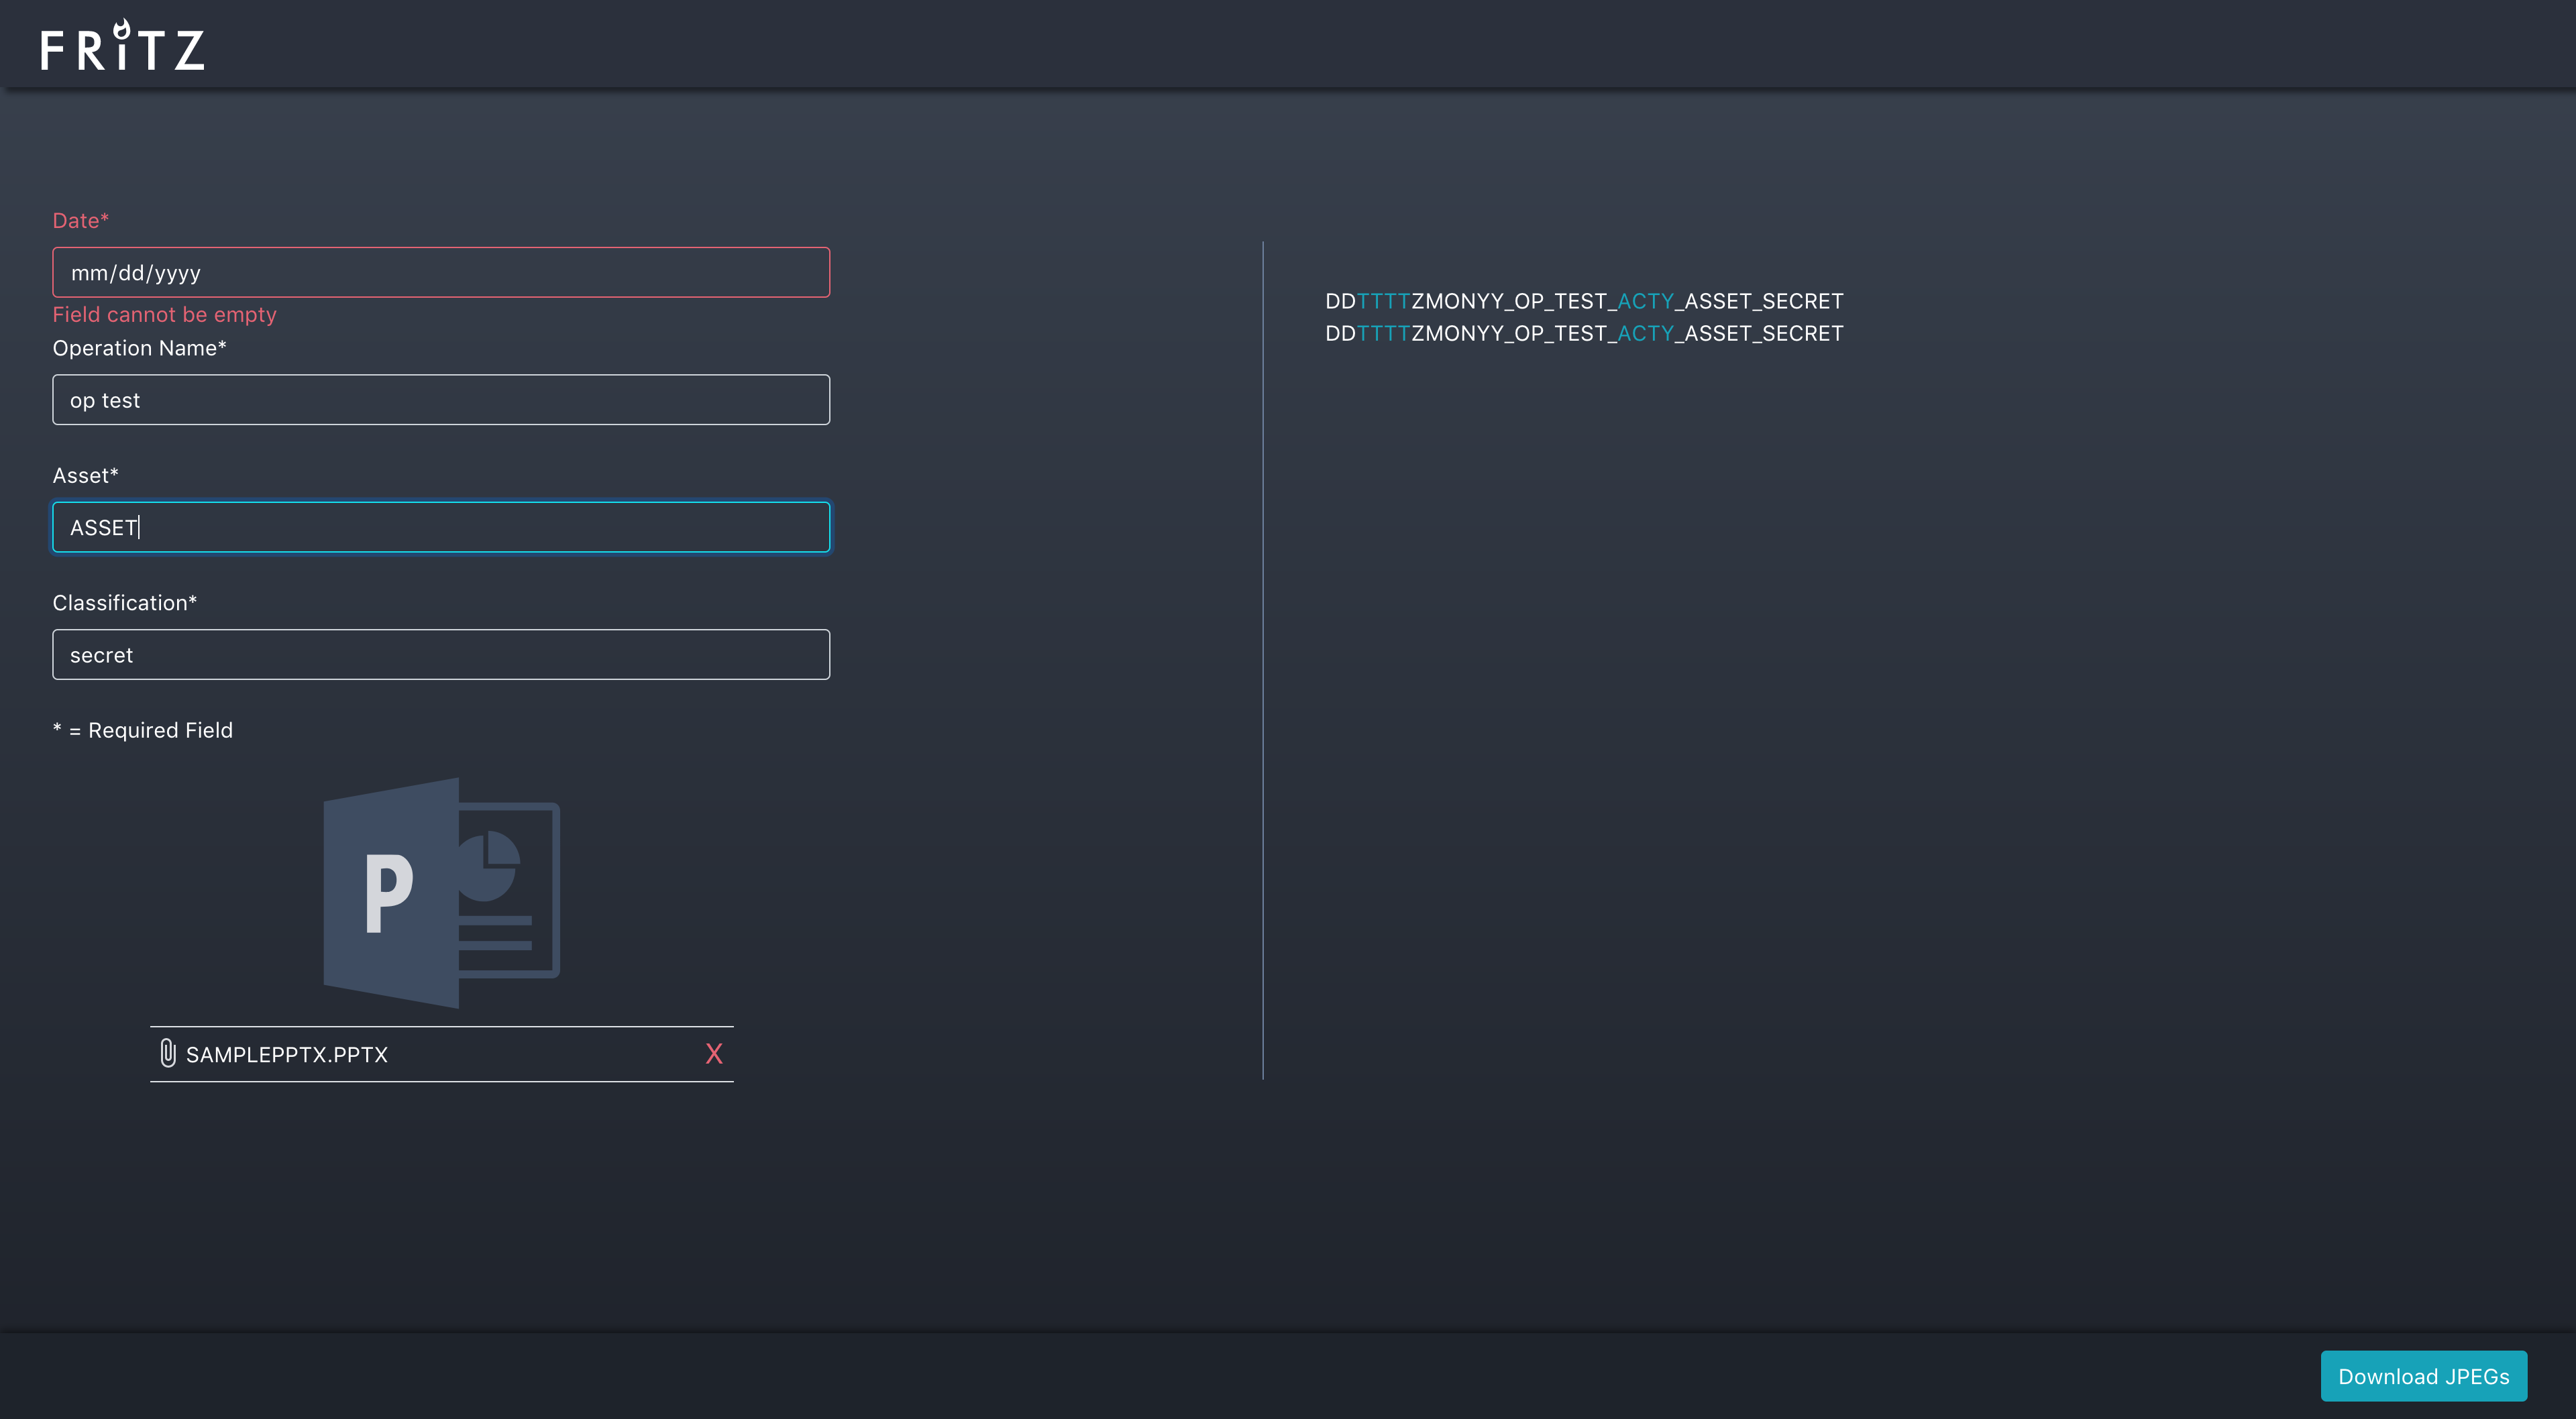 FRiTZ
Date*
mm/dd/yyyy
Field cannot be empty
Operation Name*
op test
Asset*
ASSET
Classification*
secret
* = Required Field
P
SAMPLEPPTX.PPTX X
DDTTTTZMONYY_OP_TEST_ACTY_ASSET_SECRET
DDTTTTZMONYY_OP_TEST_ACTY_ASSET_SECRET
Download JPEGs